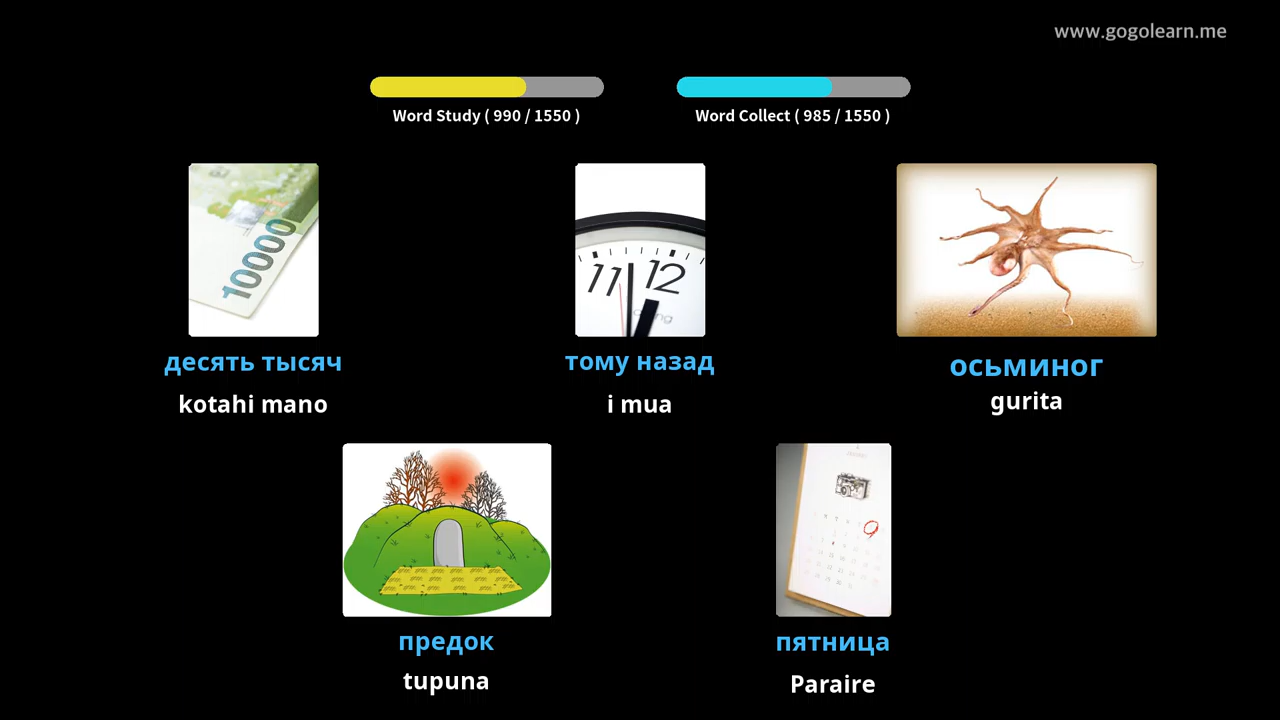 www.gogolearn.me
Word Study ( 990 / 1550 )
Word Collect ( 985 / 1550 )
10000
11 12
десять тысяч
тому назад
осьминог
kotahi mano
i mua
gurita
9
предок
пятница
tupuna
Paraire